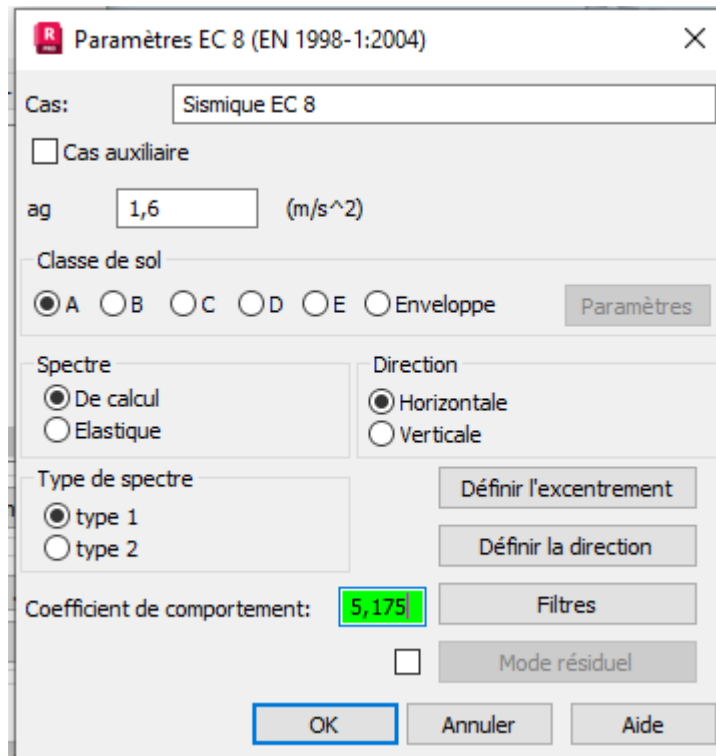 R
PRO
Paramètres EC 8 (EN 1998-1:2004)
Cas: Sismique EC 8
Cas auxiliaire
ag 1,6 (m/s^2)
Classe de sol
A B C D E Enveloppe Paramètres
Spectre
De calcul
Elastique
Direction
Horizontale
Verticale
Type de spectre
type 1
type 2
Définir l'excentrement
Définir la direction
Coefficient de comportement: 5,175 Filtres
Mode résiduel
OK Annuler Aide